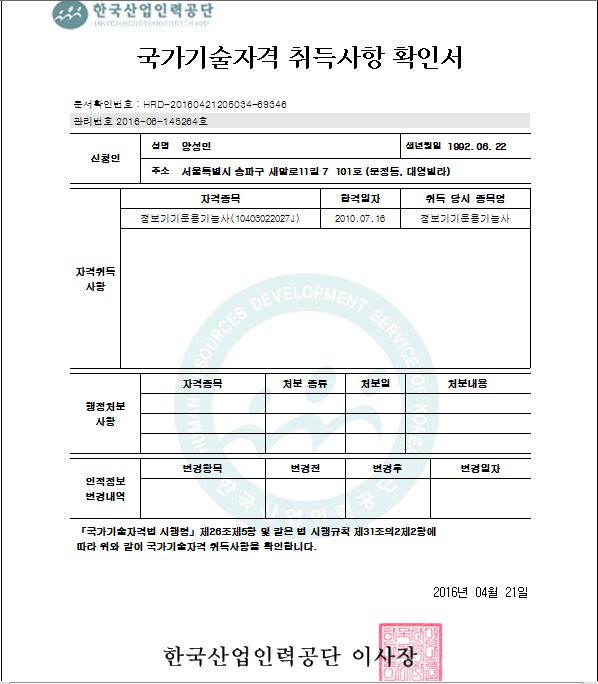 한국산업인력공단
HUMAN RESOURCES DEVELOPMENT SERVICE OF KOREA
국가기술자격 취득사항 확인서
문서확인번호 : HRD-20160421205034-69346
관리번호 2016-06-145264호
신청인
성명 양성민 생년월일 1992. 06. 22
주소 서울특별시 송파구 새말로11길 7 101호 (문정동, 대명빌라)
자격취득 사항
자격종목 합격일자 취득 당시 종목명
정보기기운용기능사(10403022027J) 2010.07.16 정보기기운용기능사
행정처분 사항
자격종목 처분 종류 처분일 처분내용
인적정보 변경내역
변경항목 변경전 변경후 변경일자
HUMAN RESOURCES DEVELOPMENT SERVICE OF KOREA
한국산업인력공단
「국가기술자격법 시행령」제26조제5항 및 같은 법 시행규칙 제31조의2제2항에
따라 위와 같이 국가기술자격 취득사항을 확인합니다.
2016년 04월 21일
한국산업인력공단 이사장